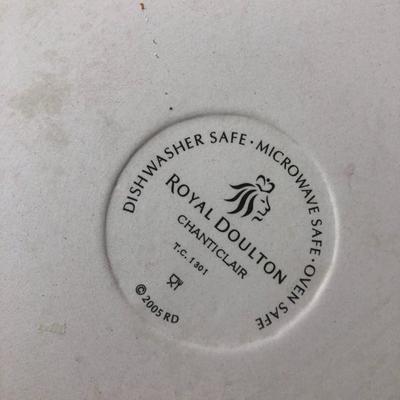 DISHWASHER SAFE · MICROWAVE SAFE · OVEN SAFE
ROYAL DOULTON
CHANTICLAIR
T.C. 1301
© 2005 RD